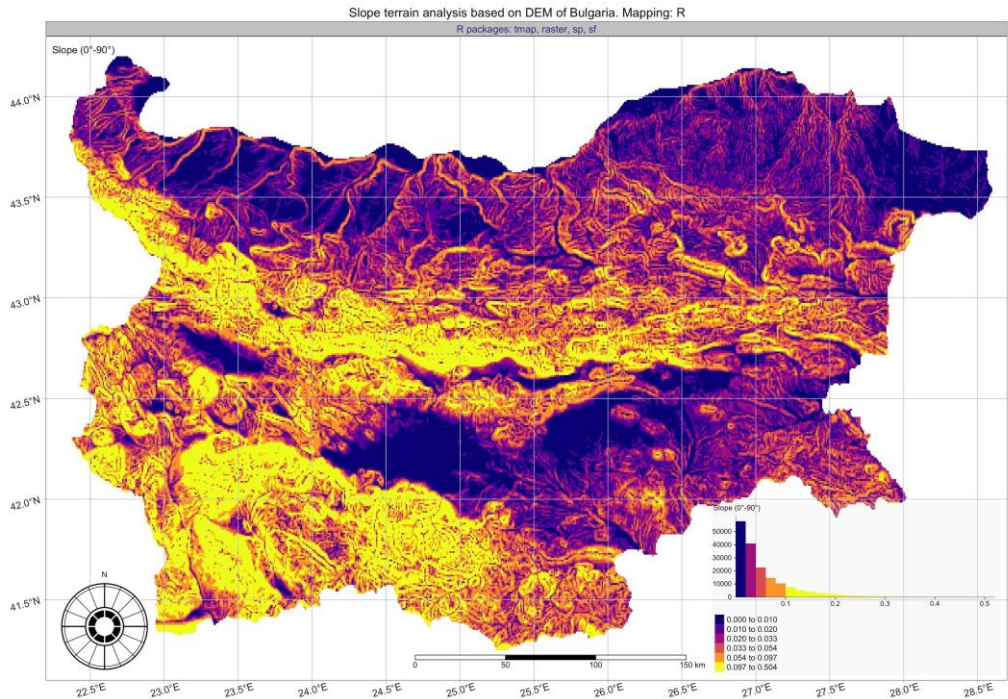 Slope terrain analysis based on DEM of Bulgaria. Mapping: R
R packages: tmap, raster, sp, sf
Slope (0°-90°)
44.0°N
43.5°N
43.0°N
42.5°N
42.0°N
41.5°N
Slope (0°-90°)
50000
40000
30000
20000
10000
0
0.1 0.2 0.3 0.4 0.5
0.000 to 0.010
0.010 to 0.020
0.020 to 0.033
0.033 to 0.054
0.054 to 0.097
0.097 to 0.504
N
0 50 100 150 km
22.5°E 23.0°E 23.5°E 24.0°E 24.5°E 25.0°E 25.5°E 26.0°E 26.5°E 27.0°E 27.5°E 28.0°E 28.5°E